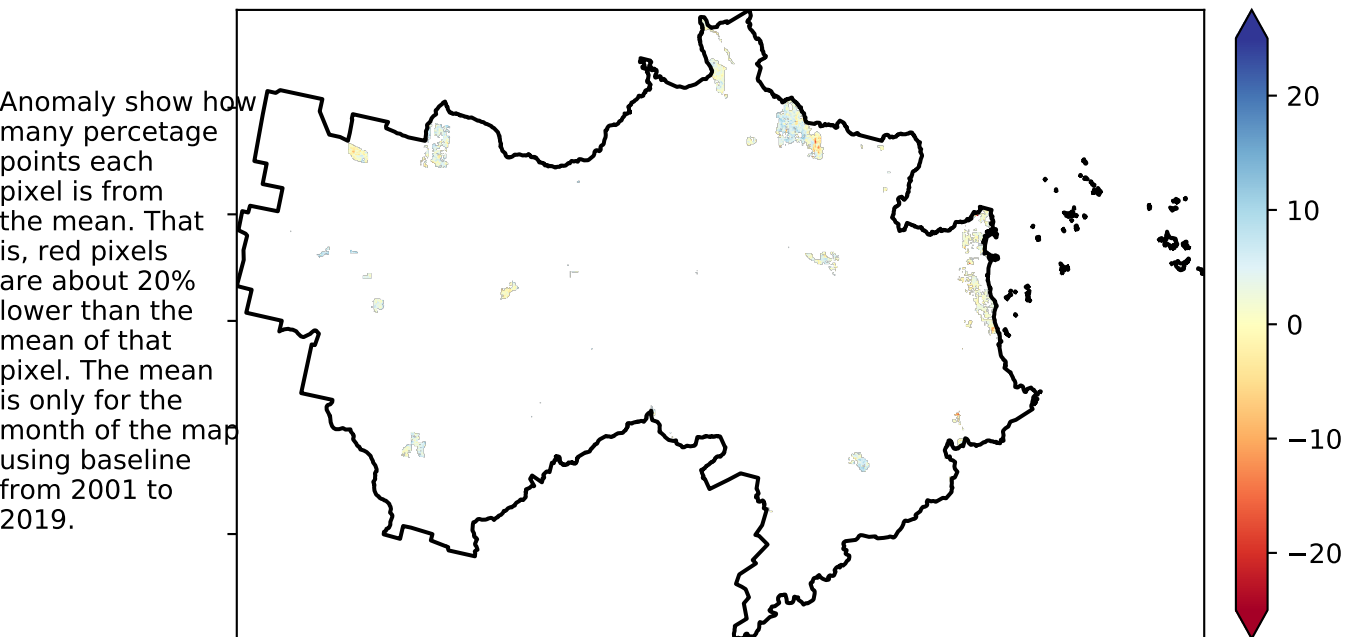 Anomaly show how
many percetage
points each
pixel is from
the mean. That
is, red pixels
are about 20%
lower than the
mean of that
pixel. The mean
is only for the
month of the map
using baseline
from 2001 to
2019.
20
10
0
−10
−20